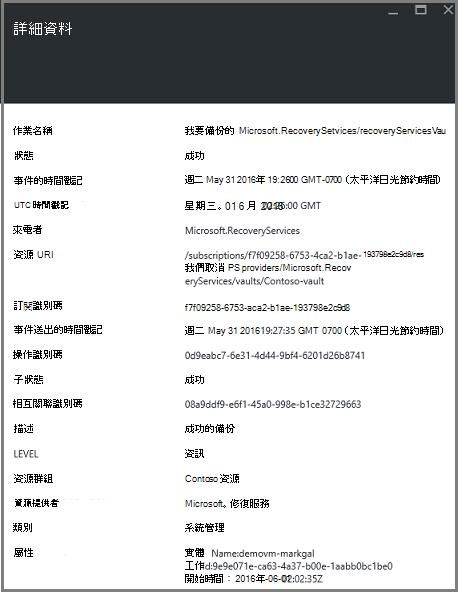 詳細資料
作業名稱 我要備份的 Microsoft.RecoverySetvices/recoveryServicesVau
狀態 成功
事件的時間戳記 週二 May 31 2016年 19:2600 GMT-0700 (太平洋日光節約時間)
UTC 時間戳記 星期三。01 6 月 :26:00 GMT
來電者 Microsoft.RecoveryServices
資源 URI /subscriptions/f7f09258-6753-4ca2-b1ae-193798e2c9d8/res
我們取消 PS providers/Microsoft.Recov
eryServices/vaults/Contoso-vault
訂閱識別碼 f7f09258-6753-aca2-b1ae-193798e2c9d8
事件送出的時間戳記 週二 May 31 201619:27:35 GMT 0700 (太平洋日光節約時間)
操作識別碼 0d9eabc7-6e31-4d44-9bf4-6201d26b8741
子狀態 成功
相互關聯識別碼 08a9ddf9-e6f1-45a0-998e-b1ce32729663
描述 成功的備份
LEVEL 資訊
資源群組 Contoso 資源
資源提供者 Microsoft。修復服務
類別 系統管理
屬性 實體 Name:demovm-markgal
工作d:9e9e071e-ca63-4a37-b00e-1aabb0bc1be0
開始時間: 2016年-06-:02:02:35Z